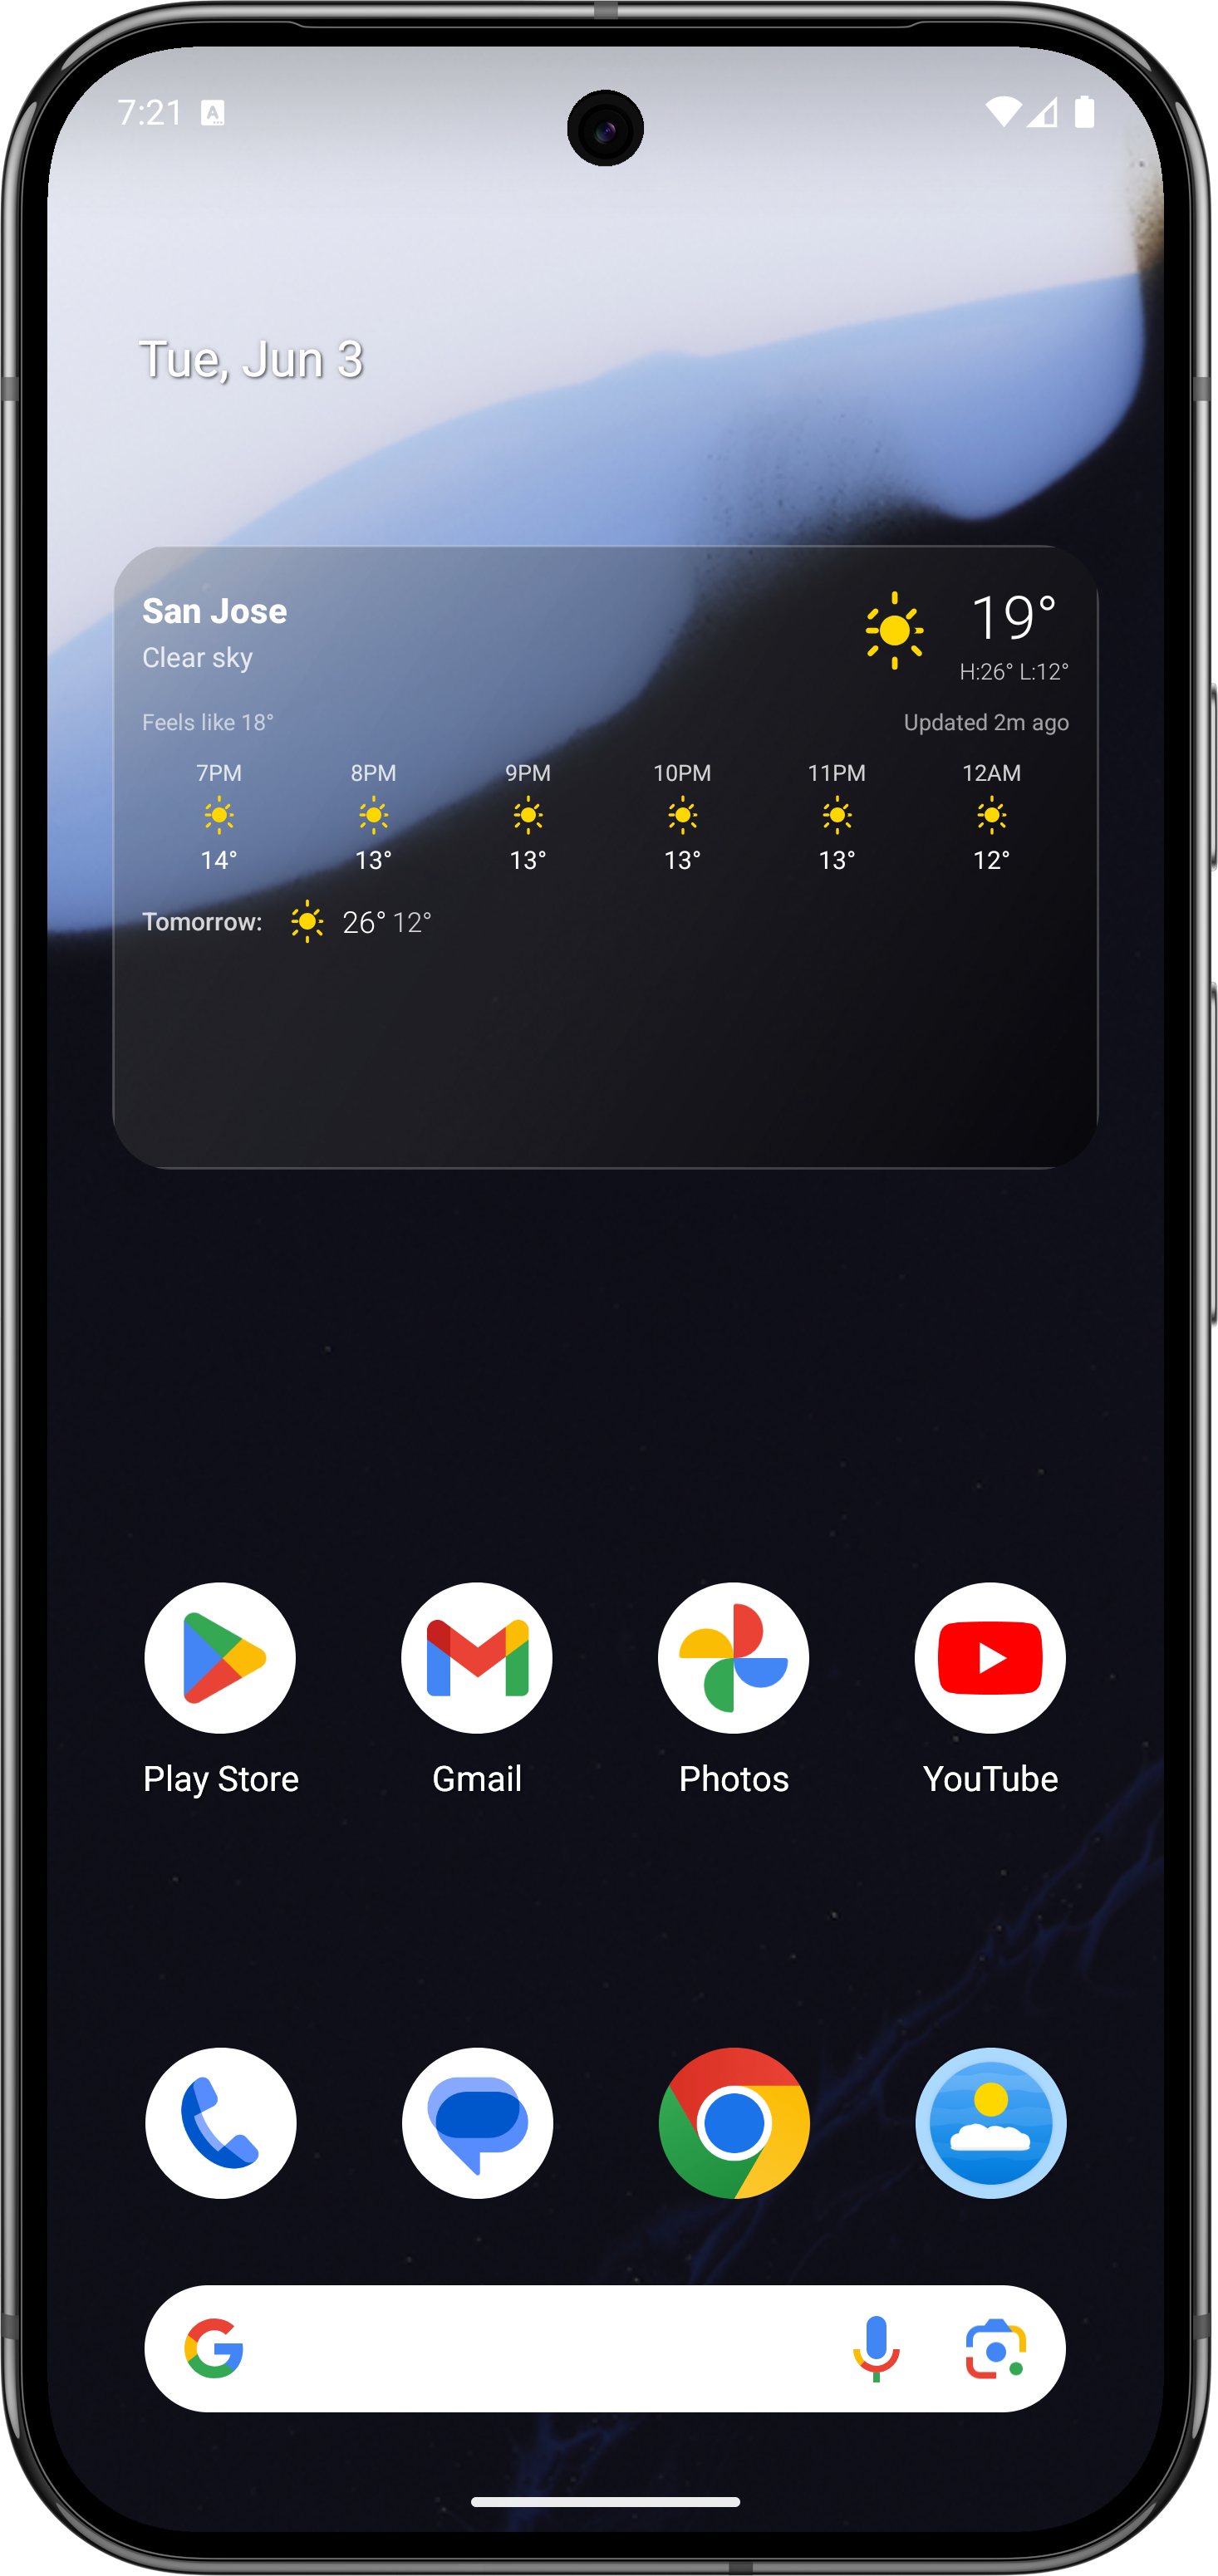 7:21
Tue, Jun 3
San Jose
19°
Clear sky
H:26° L:12°
Feels like 18°
Updated 2m ago
7PM 8PM 9PM 10PM 11PM 12AM
14° 13° 13° 13° 13° 12°
Tomorrow: 26° 12°
Play Store Gmail Photos YouTube